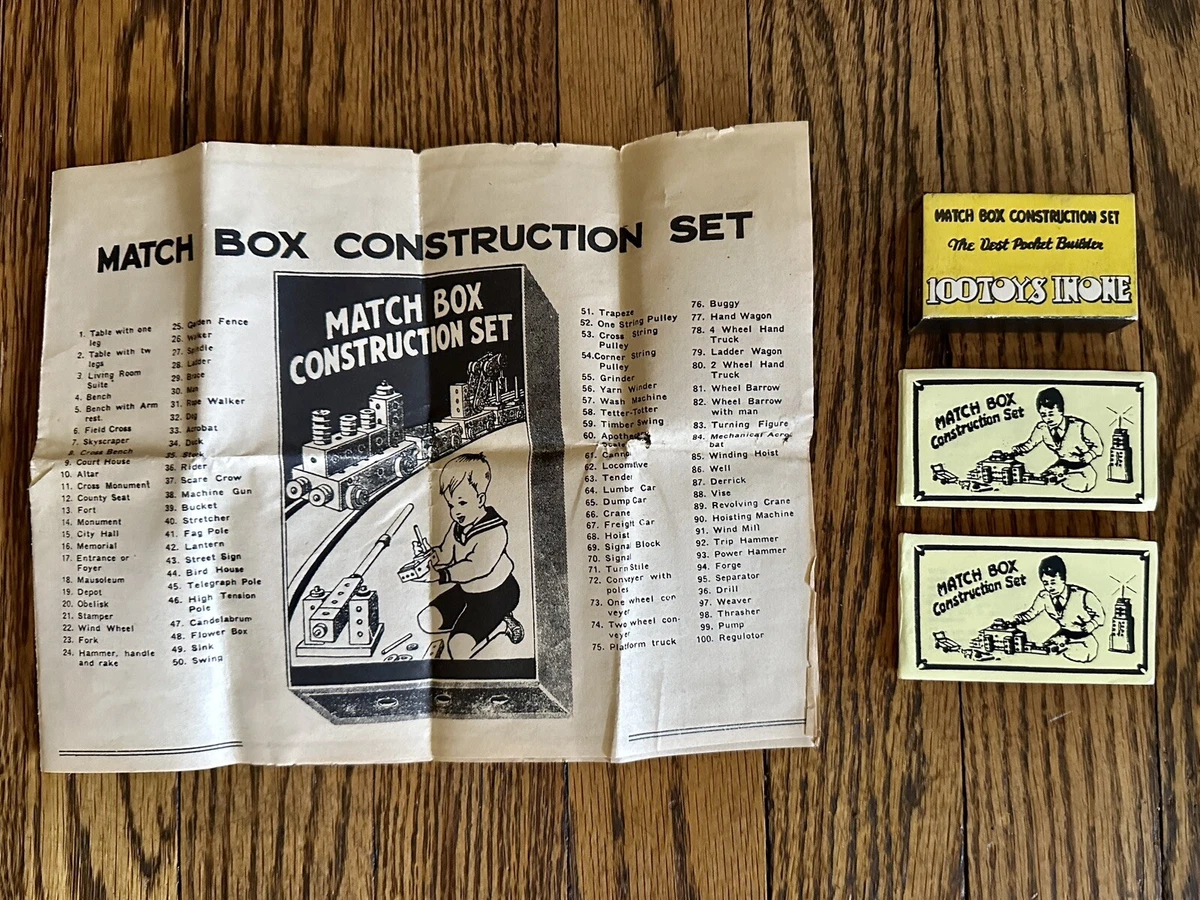 MATCH BOX CONSTRUCTION SET
1. Table with one
leg
2. Table with tw
legs
3. Living Room
Suite
4. Bench
5. Bench with Arm
rest.
6. Field Cross
7. Skyscraper
8. Cross Bench
9. Court House
10. Altar
11. Cross Monument
12. County Seat
13. Fort
14. Monument
15. City Hall
16. Memorial
17. Entrance or
Foyer
18. Mausoleum
19. Depot
20. Obelisk
21. Stamper
22. Wind Wheel
23. Fork
24. Hammer, handle
and rake
25. Garden Fence
26. Waker
27. Spindle
28. Ladder
29. Bruce
30. Man
31. Rope Walker
32. Dog
33. Acrobat
34. Duck
35. Stork
36. Rider
37. Scare Crow
38. Machine Gun
39. Bucket
40. Stretcher
41. Fag Pole
42. Lantern
43. Street Sign
44. Bird House
45. Telegraph Pole
46. High Tension
Pole
47. Candelabrum
48. Flower Box
49. Sink
50. Swing
MATCH BOX
CONSTRUCTION SET
51. Trapeze
52. One String Pulley
53. Cross String
Pulley
54.Corner String
Pulley
55. Grinder
56. Yarn Winder
57. Wash Machine
58. Tetter-Totter
59. Timber Swing
60. Apothe
Scale
61. Canno
62. Locomotive
63. Tender
64. Lumbr Car
65. Dump Car
66. Crane
67. Freight Car
68. Hoist
69. Signa Block
70. Signal
71. TurnStile
72. Conveyer with
poles
73. One wheel con-
veyer
74. Two wheel con-
veyer
75. Platform truck
76. Buggy
77. Hand Wagon
78. 4 Wheel Hand
Truck
79. Ladder Wagon
80. 2 Wheel Hand
Truck
81. Wheel Barrow
82. Wheel Barrow
with man
83. Turning Figure
84. Mechanical Acro-
bat
85. Winding Hoist
86. Well
87. Derrick
88. Vise
89. Revolving Crane
90. Hoisting Machine
91. Wind Mill
92. Trip Hammer
93. Power Hammer
94. Forge
95. Separator
36. Drill
97. Weaver
98. Thrasher
99. Pump
100. Regulotor
MATCH BOX CONSTRUCTION SET
The Vest Pocket Builder
100 TOYS IN ONE
MATCH BOX
Construction Set
MATCH BOX
Construction Set